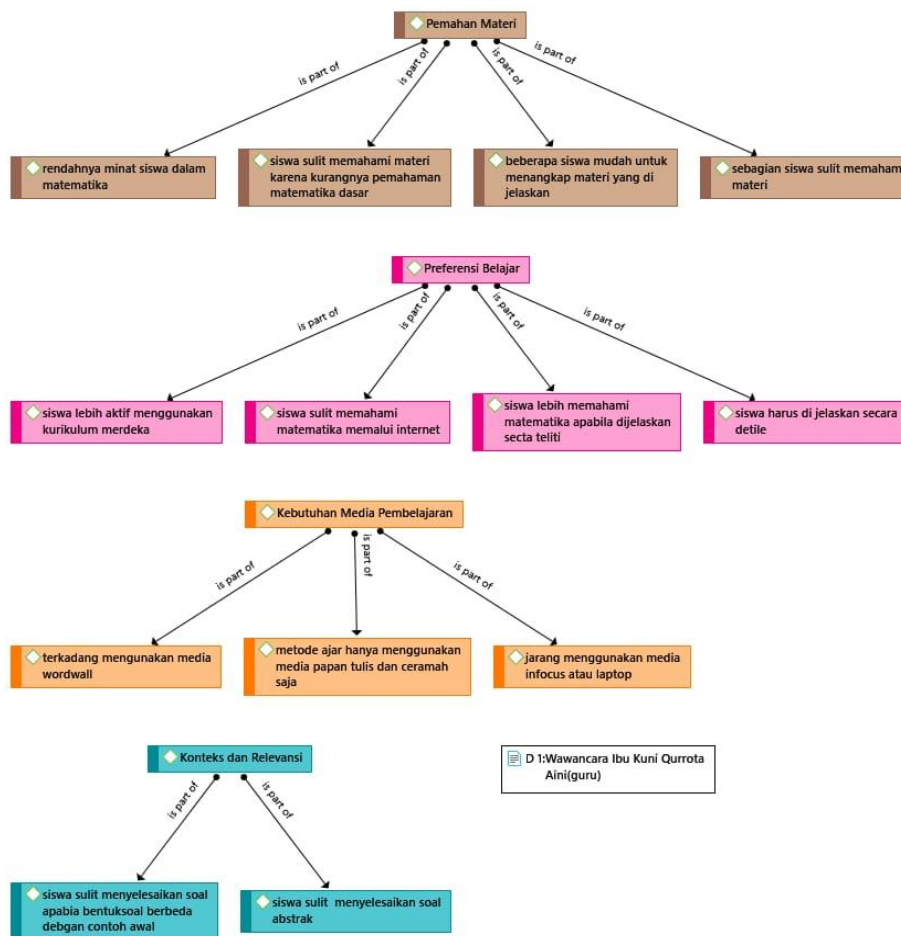 Pemahan Materi
is part of
is part of
is part of
is part of
rendahnya minat siswa dalam
matematika
siswa sulit memahami materi
karena kurangnya pemahaman
matematika dasar
beberapa siswa mudah untuk
menangkap materi yang di
jelaskan
sebagian siswa sulit memaham
materi
Preferensi Belajar
is part of
is part of
is part of
is part of
siswa lebih aktif menggunakan
kurikulum merdeka
siswa sulit memahami
matematika memalui internet
siswa lebih memahami
matematika apabila dijelaskan
secta teliti
siswa harus di jelaskan secara
detile
Kebutuhan Media Pembelajaran
is part of
is part of
is part of
terkadang mengunakan media
wordwall
metode ajar hanya menggunakan
media papan tulis dan ceramah
saja
jarang menggunakan media
infocus atau laptop
Konteks dan Relevansi
is part of
is part of
D 1:Wawancara Ibu Kuni Qurrota
Aini(guru)
siswa sulit menyelesaikan soal
apabia bentuksoal berbeda
debgan contoh awal
siswa sulit menyelesaikan soal
abstrak